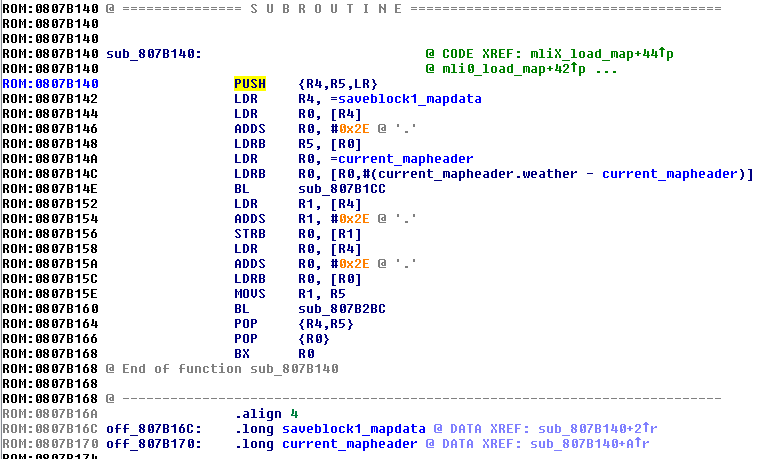 ROM:0807B140 @ =============== S U B R O U T I N E =======================================
ROM:0807B140
ROM:0807B140
ROM:0807B140 sub_807B140: @ CODE XREF: mliX_load_map+44↑p
ROM:0807B140 @ mli0_load_map+42↑p ...
ROM:0807B140 PUSH {R4,R5,LR}
ROM:0807B142 LDR R4, =saveblock1_mapdata
ROM:0807B144 LDR R0, [R4]
ROM:0807B146 ADDS R0, #0x2E @ '.'
ROM:0807B148 LDRB R5, [R0]
ROM:0807B14A LDR R0, =current_mapheader
ROM:0807B14C LDRB R0, [R0,#(current_mapheader.weather - current_mapheader)]
ROM:0807B14E BL sub_807B1CC
ROM:0807B152 LDR R1, [R4]
ROM:0807B154 ADDS R1, #0x2E @ '.'
ROM:0807B156 STRB R0, [R1]
ROM:0807B158 LDR R0, [R4]
ROM:0807B15A ADDS R0, #0x2E @ '.'
ROM:0807B15C LDRB R0, [R0]
ROM:0807B15E MOVS R1, R5
ROM:0807B160 BL sub_807B2BC
ROM:0807B164 POP {R4,R5}
ROM:0807B166 POP {R0}
ROM:0807B168 BX R0
ROM:0807B168 @ End of function sub_807B140
ROM:0807B168
ROM:0807B168 @ ---------------------------------------------------------------------------
ROM:0807B16A .align 4
ROM:0807B16C off_807B16C: .long saveblock1_mapdata @ DATA XREF: sub_807B140+2↑r
ROM:0807B170 off_807B170: .long current_mapheader @ DATA XREF: sub_807B140+A↑r
ROM:0807B174